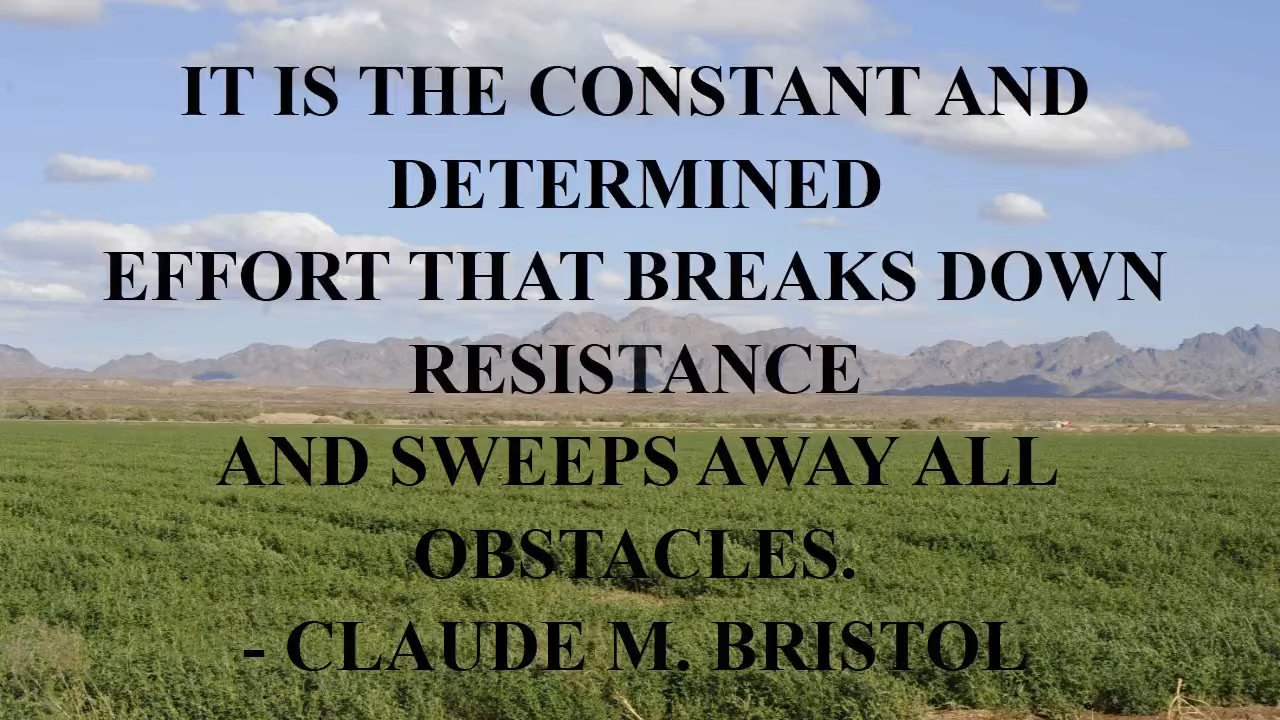 IT IS THE CONSTANT AND
DETERMINED
EFFORT THAT BREAKS DOWN
RESISTANCE
AND SWEEPS AWAY ALL
OBSTACLES.
- CLAUDE M. BRISTOL